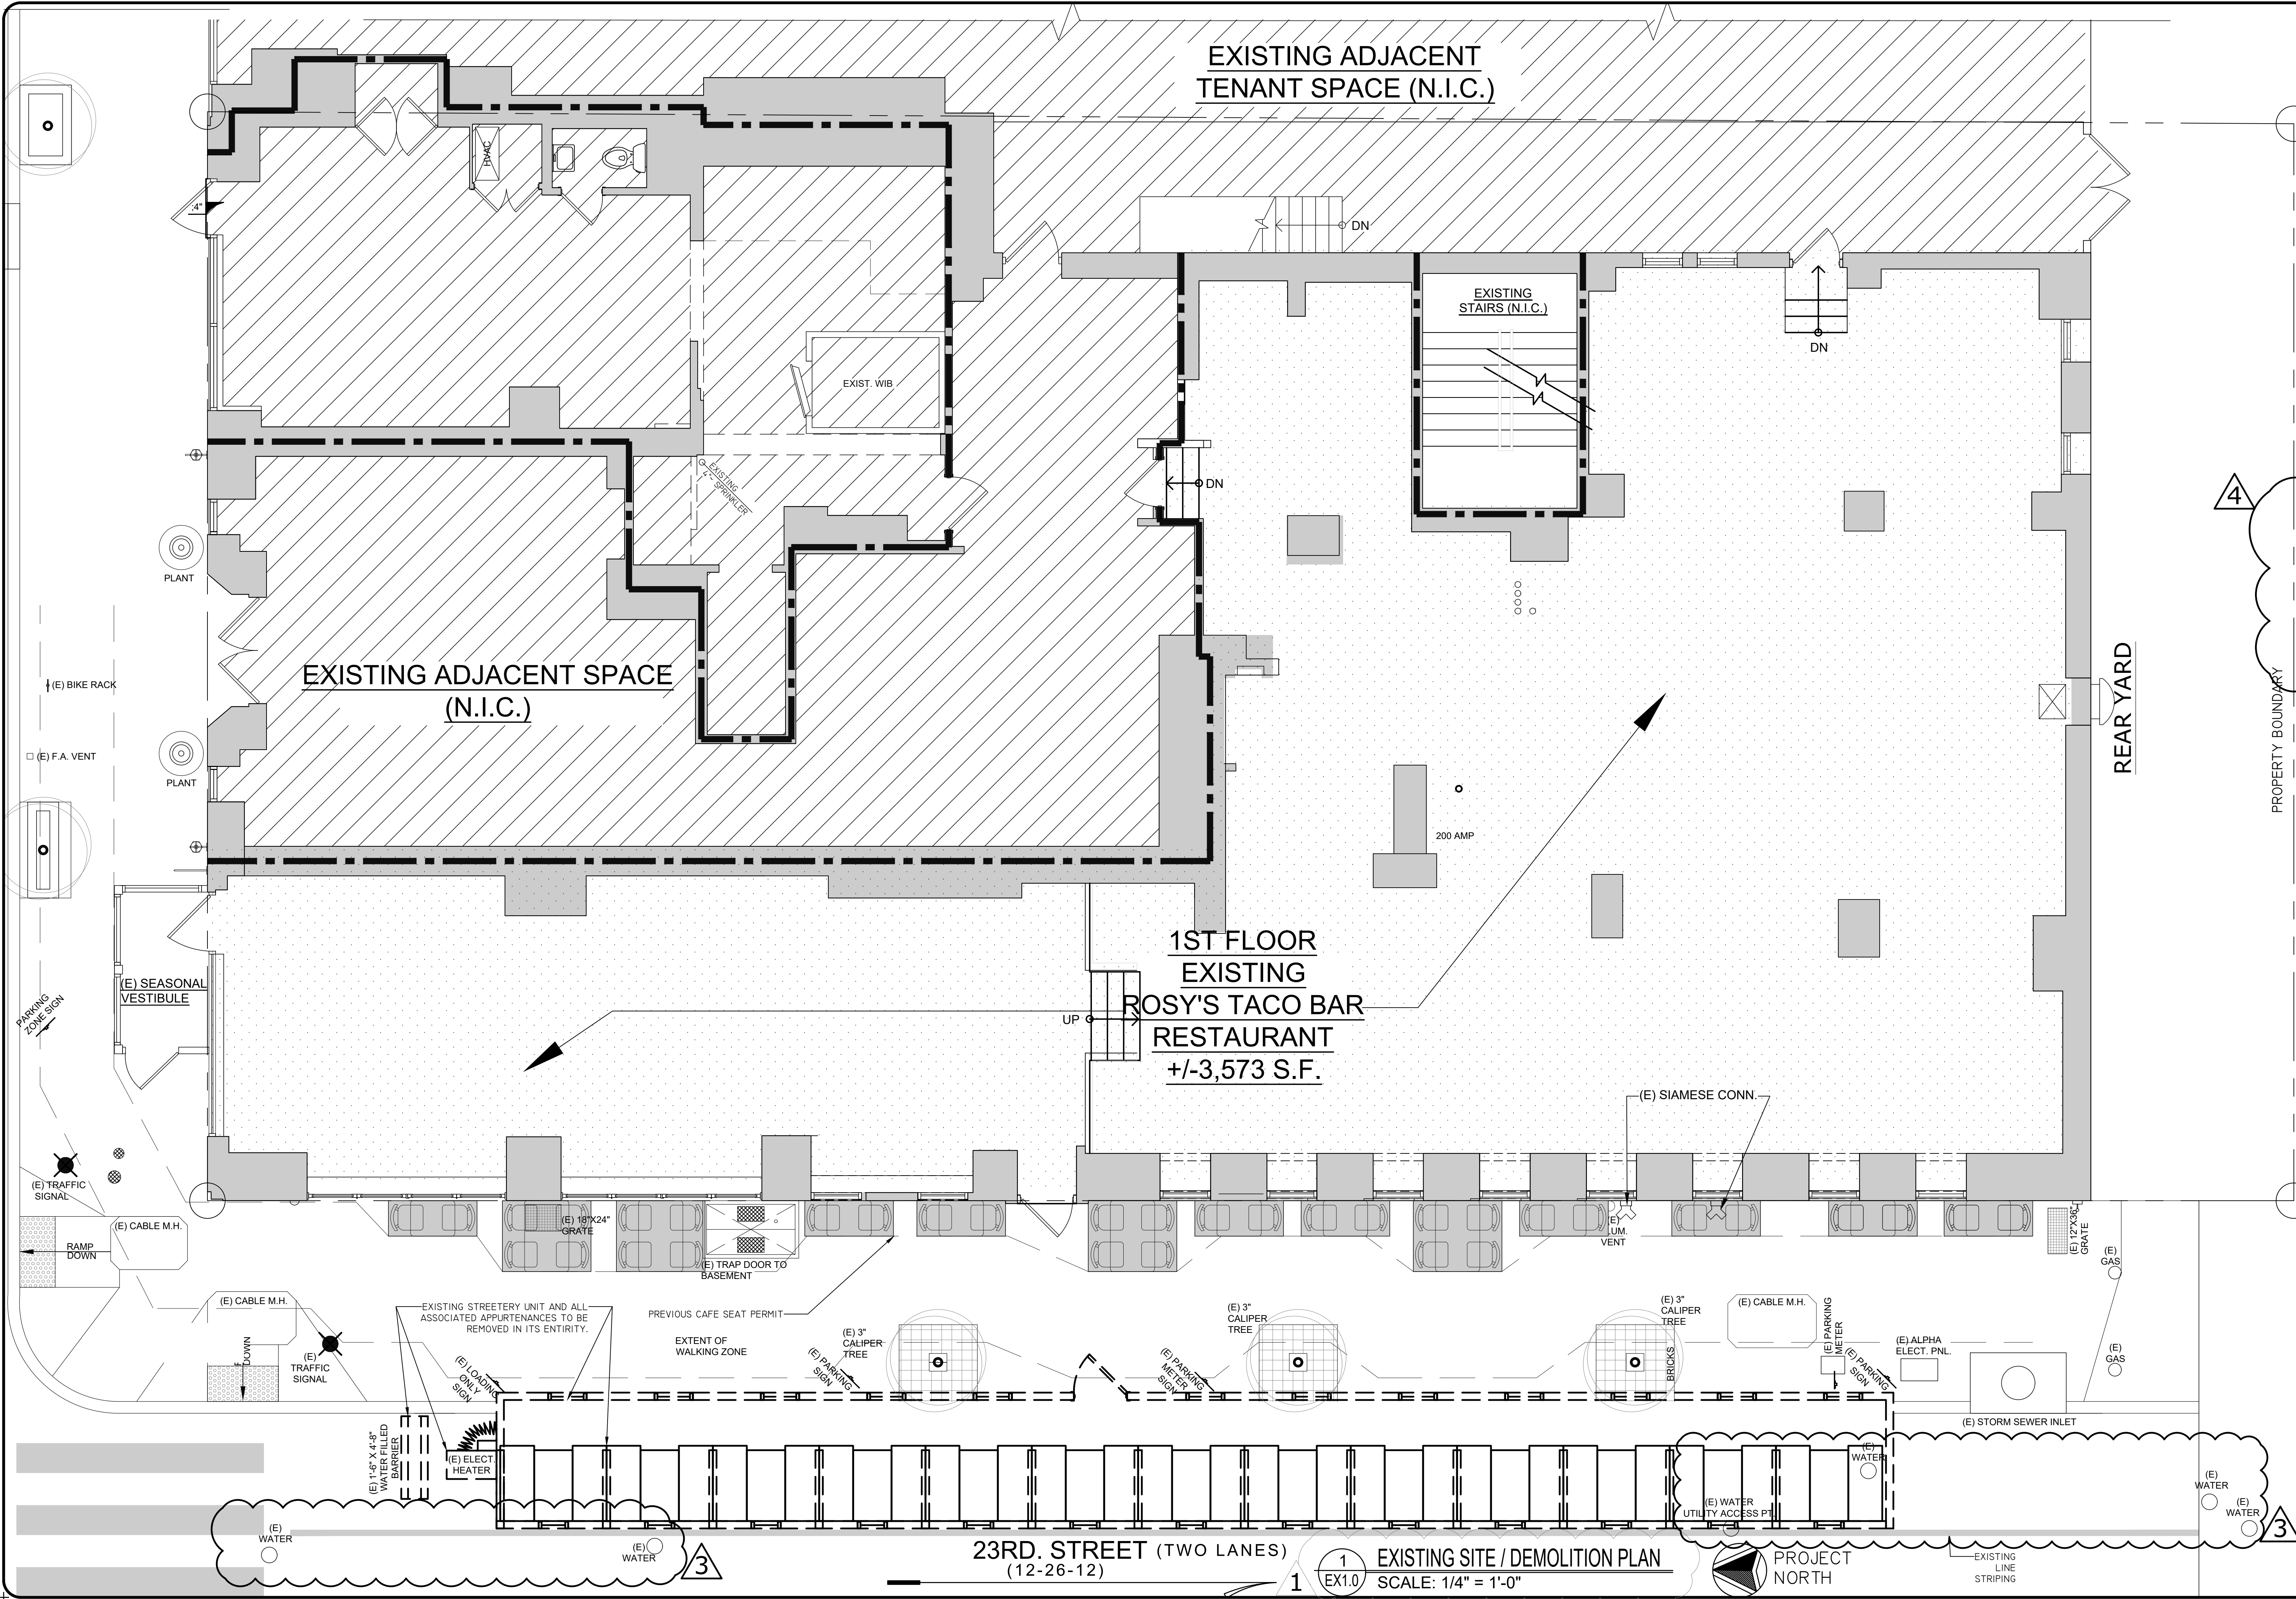 EXISTING ADJACENT
TENANT SPACE (N.I.C.)
HVAC
.4"
DN
EXISTING
STAIRS (N.I.C.)
DN
EXIST. WIB
EXISTING
4"- SPRINKLER
DN
4
PLANT
EXISTING ADJACENT SPACE
(N.I.C.)
(E) BIKE RACK
(E) F.A. VENT
PLANT
REAR YARD
PROPERTY BOUNDARY
200 AMP
1ST FLOOR
EXISTING
ROSY'S TACO BAR
RESTAURANT
+/-3,573 S.F.
UP
(E) SEASONAL
VESTIBULE
PARKING
ZONE SIGN
(E) SIAMESE CONN.
(E) TRAFFIC
SIGNAL
(E) CABLE M.H.
RAMP
DOWN
(E) 18"X24"
GRATE
(E) TRAP DOOR TO
BASEMENT
(E)
LUM.
VENT
(E) 12"X36"
GRATE
(E)
GAS
(E) CABLE M.H.
DOWN
(E)
TRAFFIC
SIGNAL
EXISTING STREETERY UNIT AND ALL
ASSOCIATED APPURTENANCES TO BE
REMOVED IN ITS ENTIRITY.
PREVIOUS CAFE SEAT PERMIT
EXTENT OF
WALKING ZONE
(E) LOADING
ONLY
SIGN
(E) PARKING
SIGN
(E) 3"
CALIPER
TREE
(E) PARKING
METER
SIGN
(E) 3"
CALIPER
TREE
(E) 3"
CALIPER
TREE
BRICKS
(E) CABLE M.H.
(E) PARKING
METER
(E) PARKING
SIGN
(E) ALPHA
ELECT. PNL.
(E)
GAS
(E) STORM SEWER INLET
(E) 1'-6" X 4'-8"
WATER FILLED
BARRIER
(E) ELECT.
HEATER
(E)
WATER
(E) WATER
UTILITY ACCESS PT.
(E)
WATER
(E)
WATER
3
(E)
WATER
(E)
WATER
3
23RD. STREET (TWO LANES)
(12-26-12)
1
1
EX1.0
EXISTING SITE / DEMOLITION PLAN
SCALE: 1/4" = 1'-0"
PROJECT
NORTH
EXISTING
LINE
STRIPING